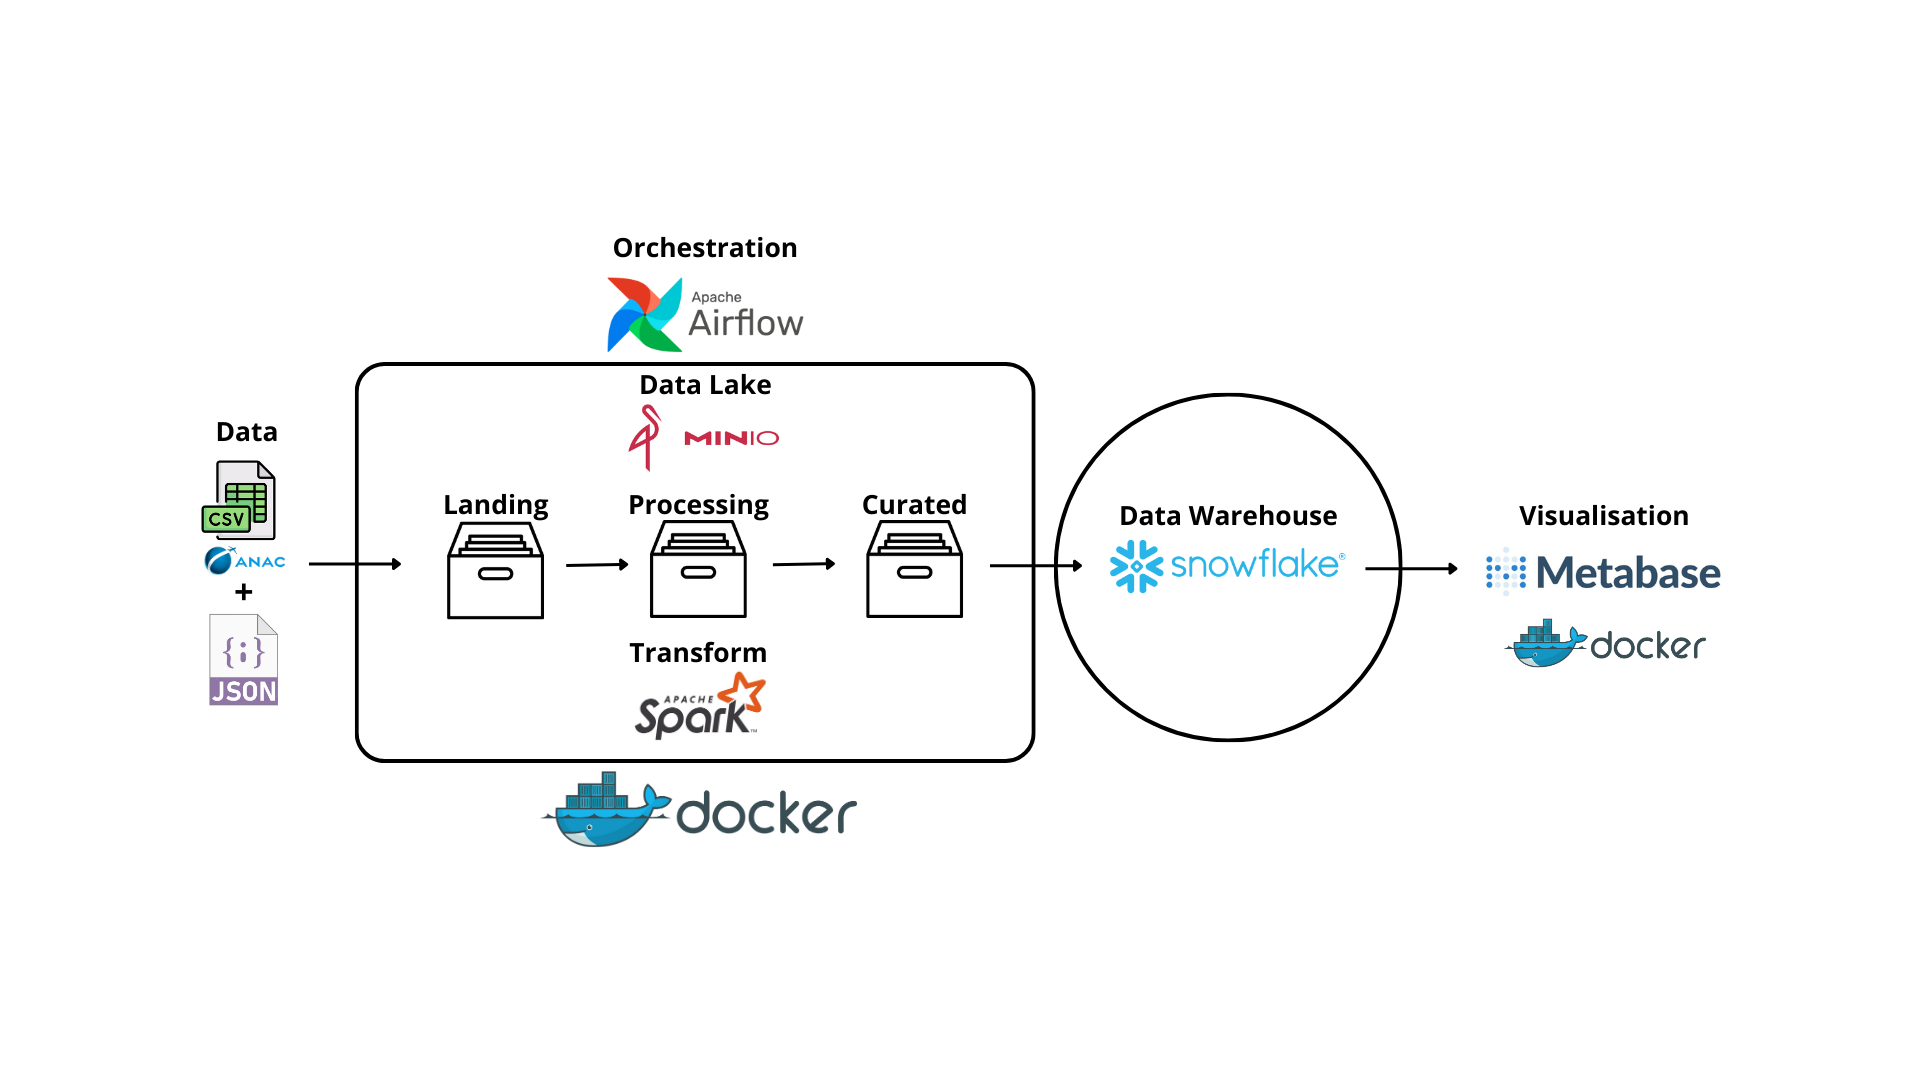 Orchestration
Apache
Airflow
Data Lake
MINIO
Data
CSV
ANAC
+
{;}
JSON
Landing
Processing
Curated
Transform
APACHE
Spark™
docker
Data Warehouse
snowflake®
Visualisation
Metabase
docker